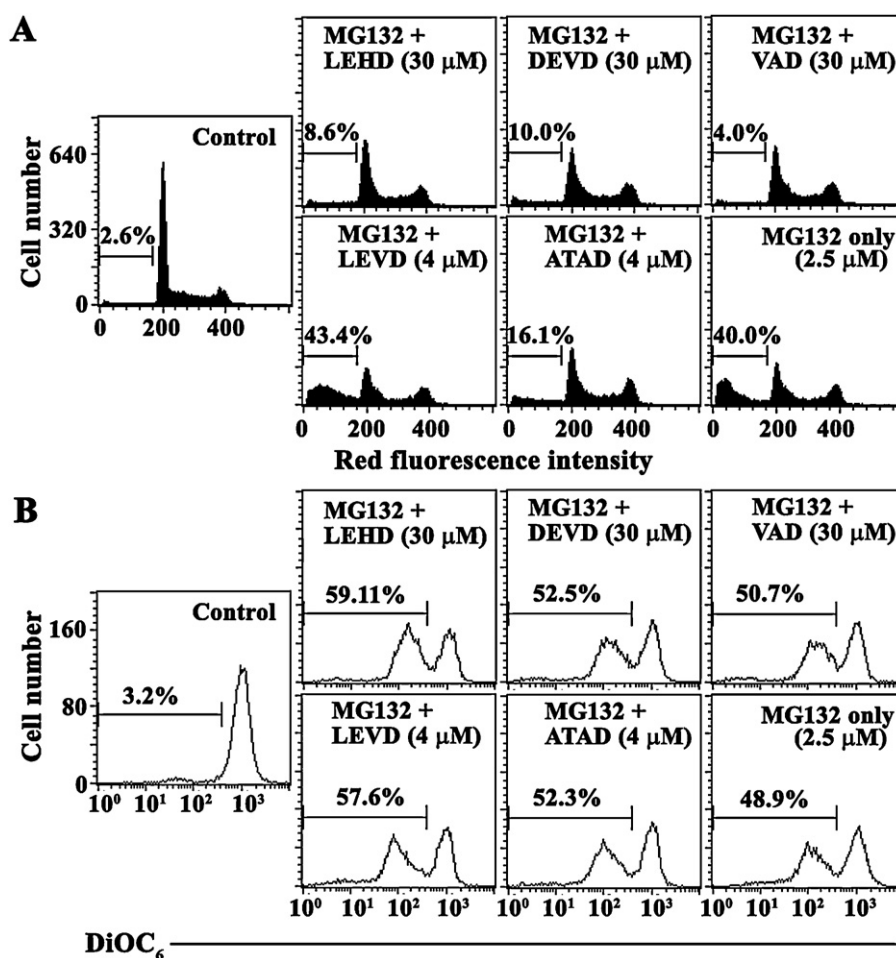 A
Cell number
640
320
0
Control
2.6%
0 200 400
MG132 +
LEHD (30 μM)
8.6%
MG132 +
DEVD (30 μM)
10.0%
MG132 +
VAD (30 μM)
4.0%
MG132 +
LEVD (4 μM)
43.4%
0 200 400
MG132 +
ATAD (4 μM)
16.1%
0 200 400
MG132 only
(2.5 μM)
40.0%
0 200 400
Red fluorescence intensity
B
Cell number
160
80
0
Control
3.2%
10⁰ 10¹ 10² 10³
MG132 +
LEHD (30 μM)
59.11%
MG132 +
DEVD (30 μM)
52.5%
MG132 +
VAD (30 μM)
50.7%
MG132 +
LEVD (4 μM)
57.6%
10⁰ 10¹ 10² 10³
MG132 +
ATAD (4 μM)
52.3%
10⁰ 10¹ 10² 10³
MG132 only
(2.5 μM)
48.9%
10⁰ 10¹ 10² 10³
DiOC₆